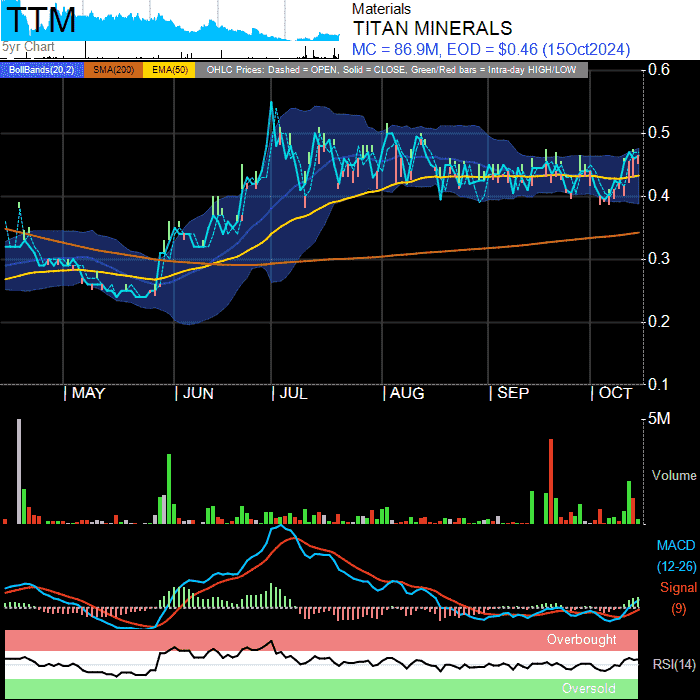 TTM
5yr Chart
Materials
TITAN MINERALS
MC = 86.9M, EOD = $0.46 (15Oct2024)
BollBands(20,2) SMA(200) EMA(50) OHLC Prices: Dashed = OPEN, Solid = CLOSE, Green/Red bars = Intra-day HIGH/LOW
0.6
0.5
0.4
0.3
0.2
0.1
| MAY | JUN | JUL | AUG | SEP | OCT
5M
Volume
MACD
(12-26)
Signal
(9)
Overbought
RSI(14)
Oversold